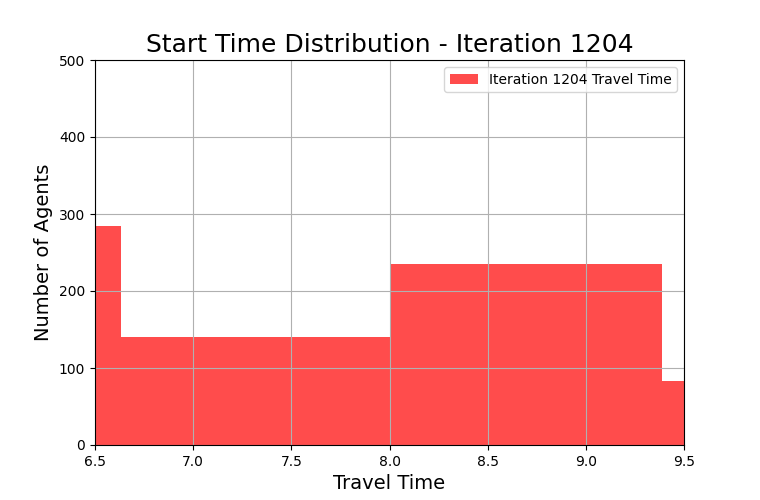 Start Time Distribution - Iteration 1204
Iteration 1204 Travel Time
Number of Agents
500
400
300
200
100
0
6.5 7.0 7.5 8.0 8.5 9.0 9.5
Travel Time